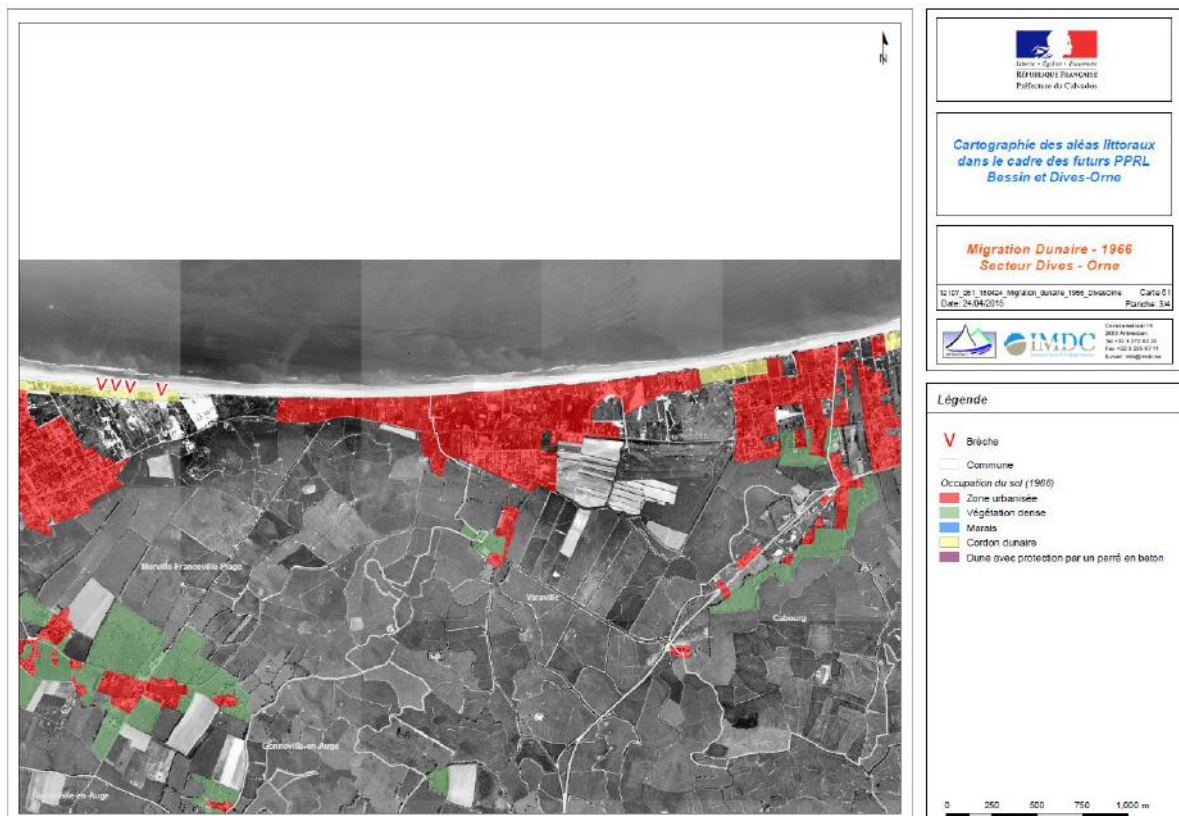 N
V V V V
Merville-Franceville-Plage
Varaville
Cabourg
Gonneville-en-Auge
Liberté • Égalité • Fraternité
RÉPUBLIQUE FRANÇAISE
Préfecture du Calvados
Cartographie des aléas littoraux
dans le cadre des futurs PPRL
Bessin et Dives-Orne
Migration Dunaire - 1966
Secteur Dives - Orne
Carte 61
Date: 24/04/2015
Planche: 3/4
IMDC
Légende
V Brèche
Commune
Occupation du sol (1966)
Zone urbanisée
Végétation dense
Marais
Cordon dunaire
Dune avec protection par un perré en beton
0 250 500 750 1,000 m